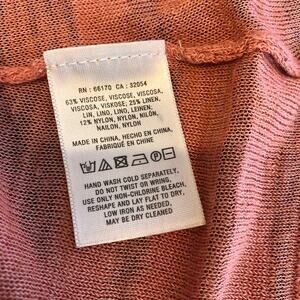 RN : 66170 CA : 32054
63% VISCOSE, VISCOSE, VISCOSA,
VISCOSA, VISKOSE; 25% LINEN,
LIN, LINO, LINO, LEINEN;
12% NYLON, NYLON, NILÓN,
NAILON, NYLON
MADE IN CHINA, HECHO EN CHINA,
FABRIQUÉ EN CHINE
HAND WASH COLD SEPARATELY,
DO NOT TWIST OR WRING,
USE ONLY NON-CHLORINE BLEACH,
RESHAPE AND LAY FLAT TO DRY,
LOW IRON AS NEEDED,
MAY BE DRY CLEANED